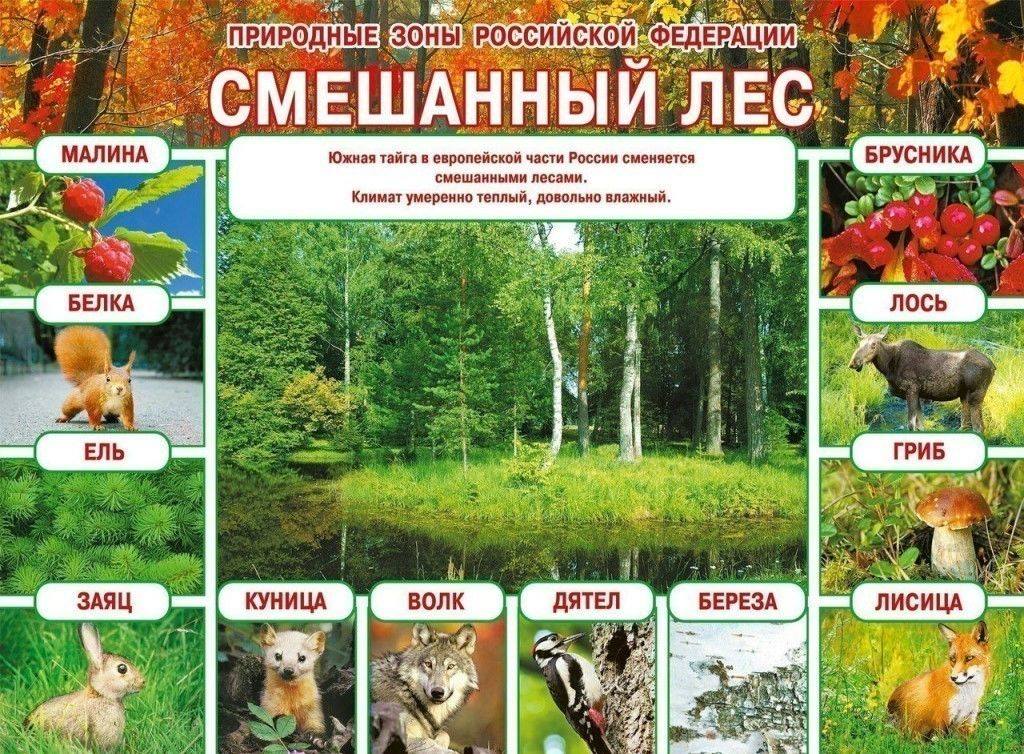 ПРИРОДНЫЕ ЗОНЫ РОССИЙСКОЙ ФЕДЕРАЦИИ
СМЕШАННЫЙ ЛЕС
Южная тайга в европейской части России сменяется
смешанными лесами.
Климат умеренно теплый, довольно влажный.
МАЛИНА
БРУСНИКА
БЕЛКА
ЛОСЬ
ЕЛЬ
ГРИБ
ЗАЯЦ
КУНИЦА
ВОЛК
ДЯТЕЛ
БЕРЕЗА
ЛИСИЦА